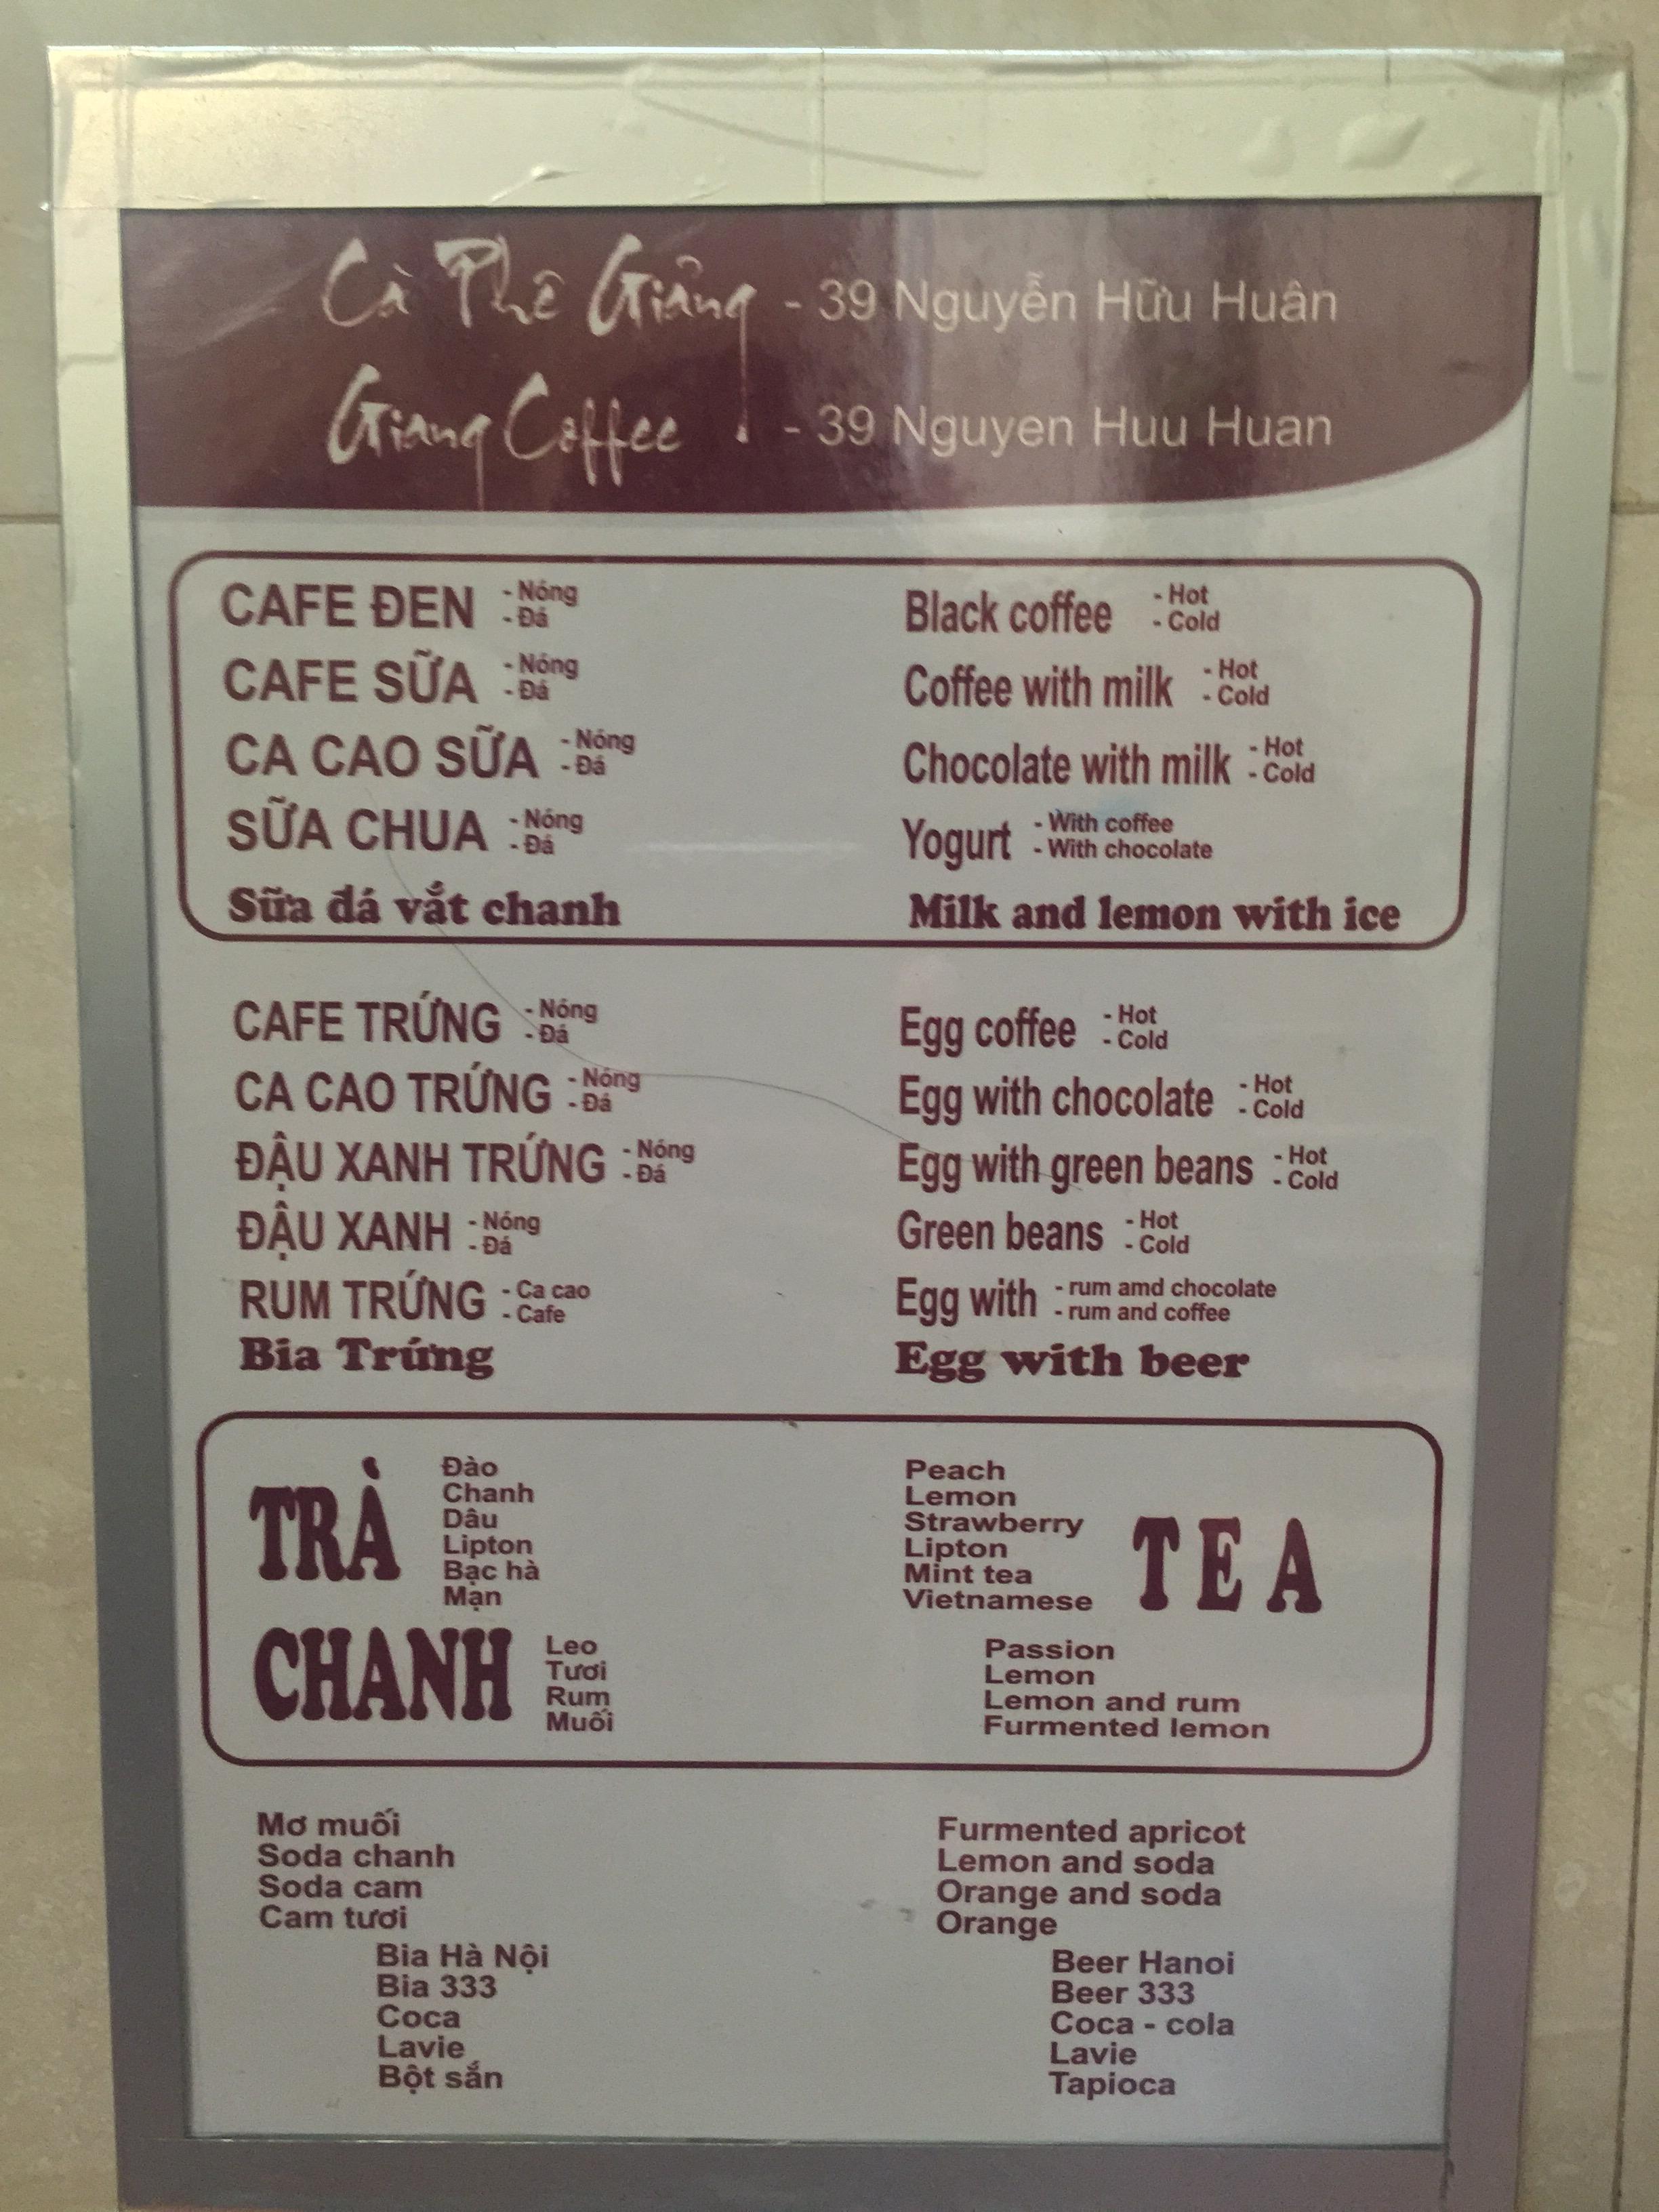 Cà Phê Giảng - 39 Nguyễn Hữu Huân
Giang Coffee - 39 Nguyen Huu Huan
CAFE ĐEN - Nóng - Đá Black coffee - Hot - Cold
CAFE SỮA - Nóng - Đá Coffee with milk - Hot - Cold
CA CAO SỮA - Nóng - Đá Chocolate with milk - Hot - Cold
SỮA CHUA - Nóng - Đá Yogurt - With coffee - With chocolate
Sữa đá vắt chanh Milk and lemon with ice
CAFE TRỨNG - Nóng - Đá Egg coffee - Hot - Cold
CA CAO TRỨNG - Nóng - Đá Egg with chocolate - Hot - Cold
ĐẬU XANH TRỨNG - Nóng - Đá Egg with green beans - Hot - Cold
ĐẬU XANH - Nóng - Đá Green beans - Hot - Cold
RUM TRỨNG - Ca cao - Cafe Egg with - rum amd chocolate - rum and coffee
Bia Trứng Egg with beer
TRÀ
Đào
Chanh
Dâu
Lipton
Bạc hà
Mạn
Peach
Lemon
Strawberry
Lipton
Mint tea
Vietnamese
TEA
CHANH
Leo
Tươi
Rum
Muối
Passion
Lemon
Lemon and rum
Furmented lemon
Mơ muối
Soda chanh
Soda cam
Cam tươi
Furmented apricot
Lemon and soda
Orange and soda
Orange
Bia Hà Nội
Bia 333
Coca
Lavie
Bột sắn
Beer Hanoi
Beer 333
Coca - cola
Lavie
Tapioca